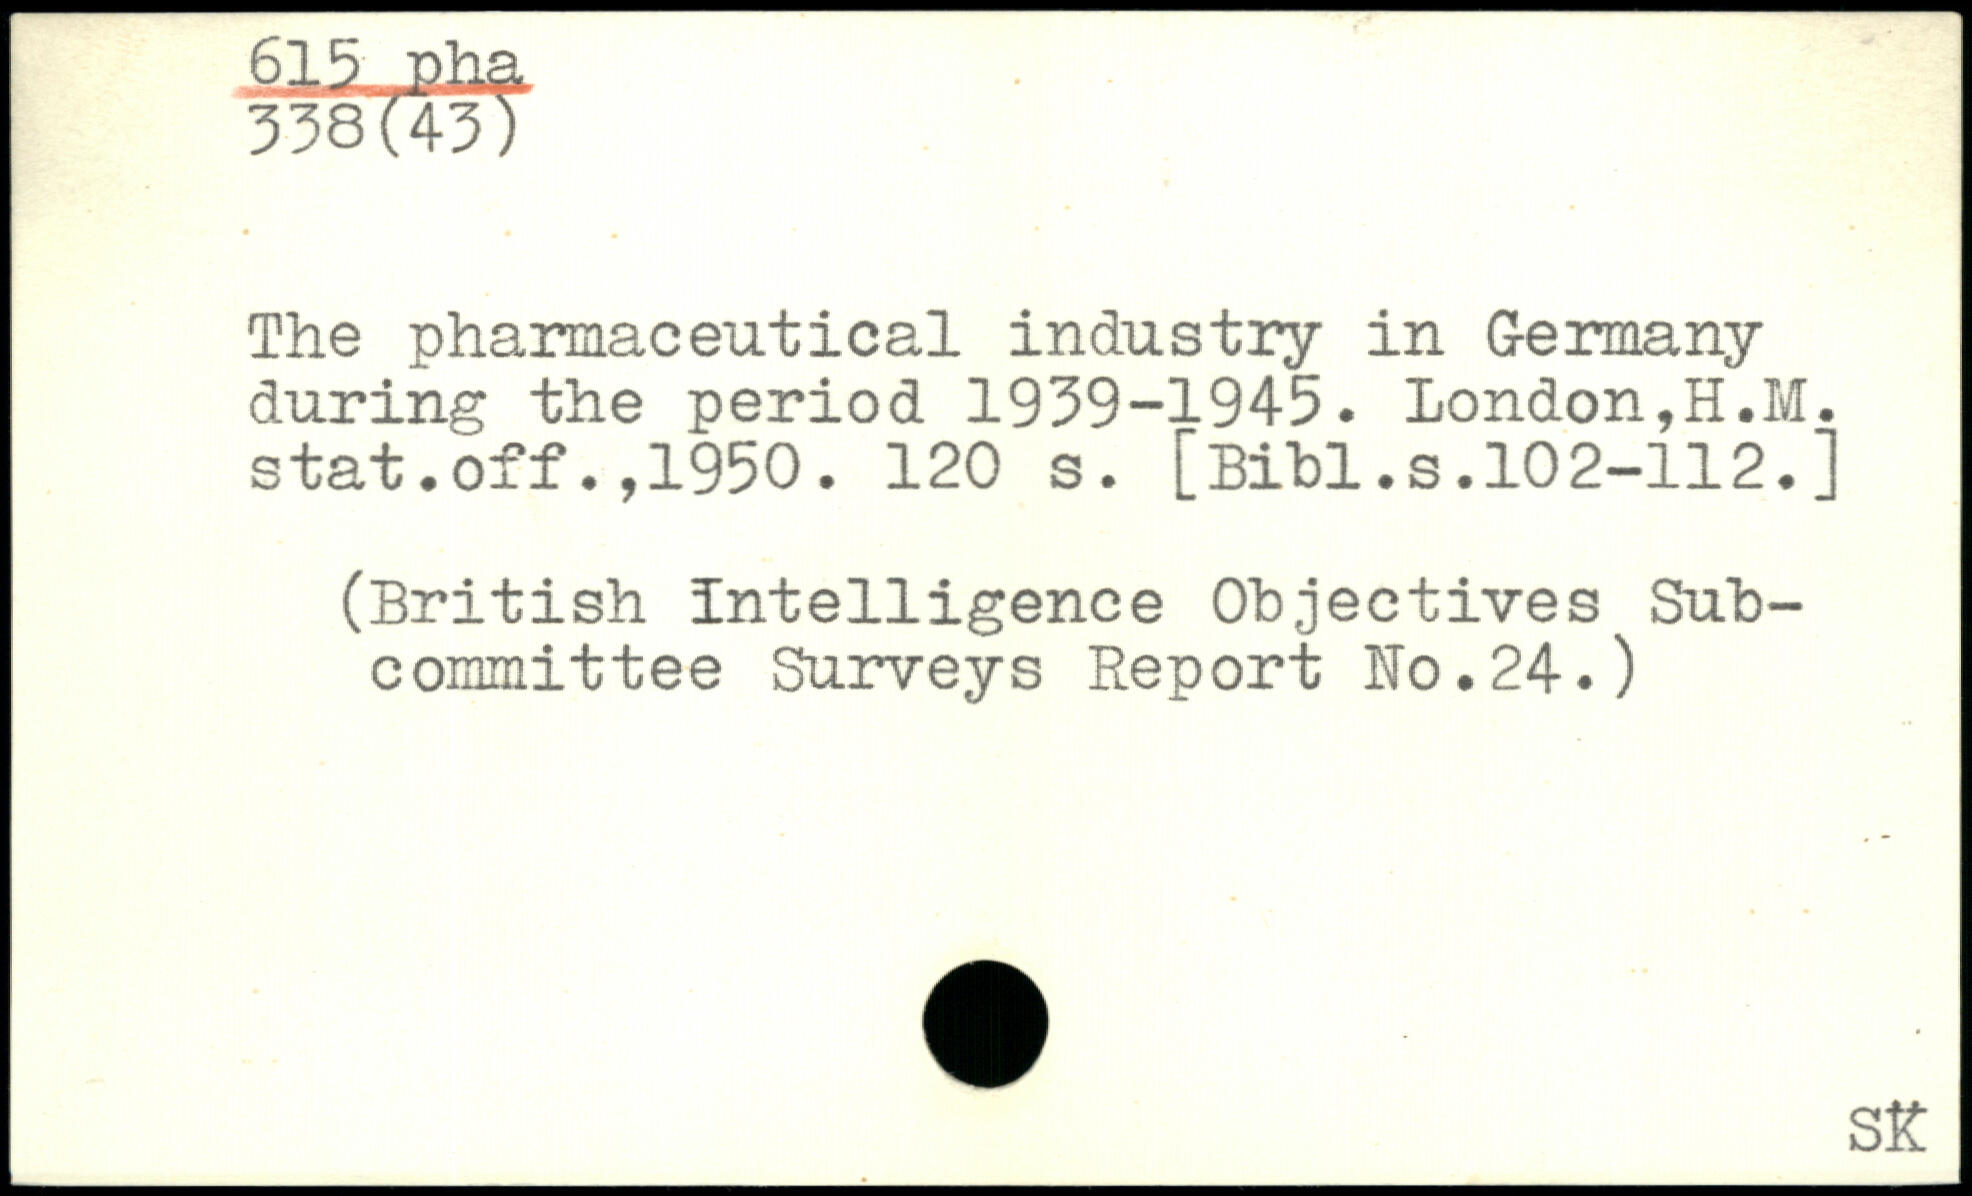 615 pha
338(43)
The pharmaceutical industry in Germany
during the period 1939-1945. London,H.M.
stat.off.,1950. 120 s. [Bibl.s.102-112.]
(British Intelligence Objectives Sub-
committee Surveys Report No.24.)
SK̈